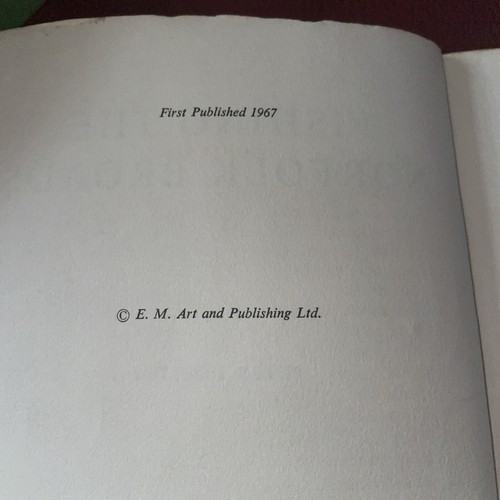 First Published 1967
© E. M. Art and Publishing Ltd.